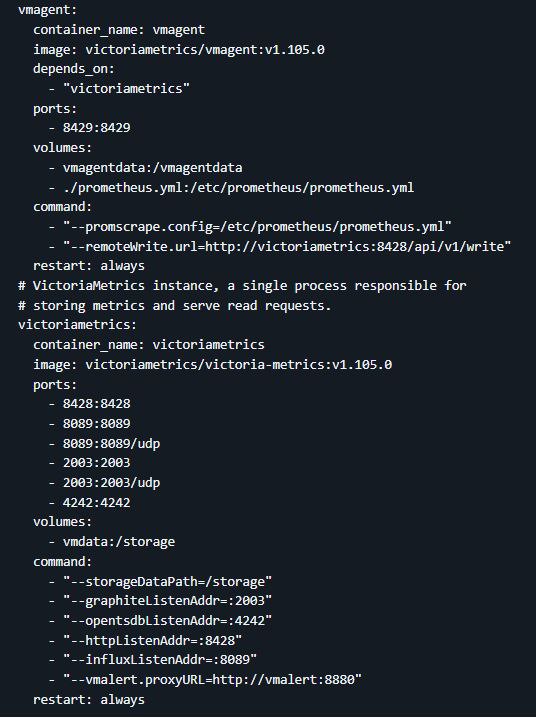 vmagent:
  container_name: vmagent
  image: victoriametrics/vmagent:v1.105.0
  depends_on:
    - "victoriametrics"
  ports:
    - 8429:8429
  volumes:
    - vmagentdata:/vmagentdata
    - ./prometheus.yml:/etc/prometheus/prometheus.yml
  command:
    - "--promscrape.config=/etc/prometheus/prometheus.yml"
    - "--remoteWrite.url=http://victoriametrics:8428/api/v1/write"
  restart: always
# VictoriaMetrics instance, a single process responsible for
# storing metrics and serve read requests.
victoriametrics:
  container_name: victoriametrics
  image: victoriametrics/victoria-metrics:v1.105.0
  ports:
    - 8428:8428
    - 8089:8089
    - 8089:8089/udp
    - 2003:2003
    - 2003:2003/udp
    - 4242:4242
  volumes:
    - vmdata:/storage
  command:
    - "--storageDataPath=/storage"
    - "--graphiteListenAddr=:2003"
    - "--opentsdbListenAddr=:4242"
    - "--httpListenAddr=:8428"
    - "--influxListenAddr=:8089"
    - "--vmalert.proxyURL=http://vmalert:8880"
  restart: always